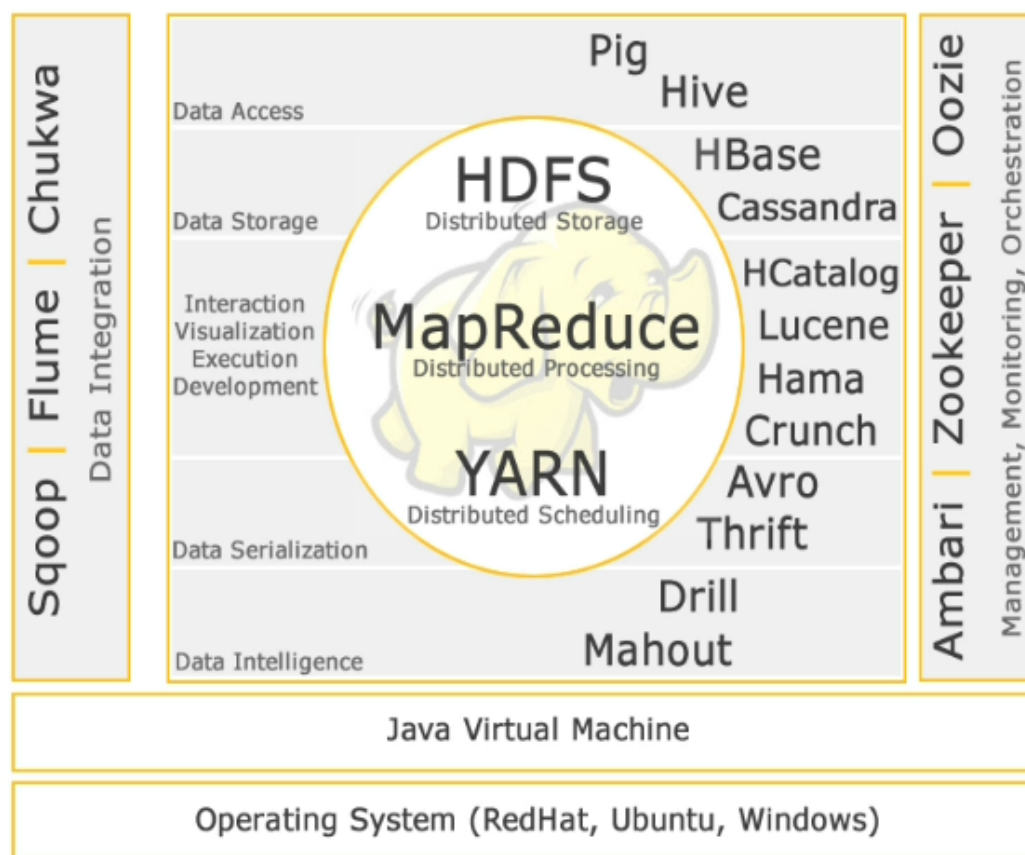 Sqoop | Flume | Chukwa
Data Integration
Pig
Hive
Data Access
HDFS
Distributed Storage
HBase
Cassandra
Data Storage
Interaction
Visualization
Execution
Development
MapReduce
Distributed Processing
HCatalog
Lucene
Hama
Crunch
YARN
Distributed Scheduling
Avro
Thrift
Data Serialization
Drill
Mahout
Data Intelligence
Ambari | Zookeeper | Oozie
Management, Monitoring, Orchestration
Java Virtual Machine
Operating System (RedHat, Ubuntu, Windows)